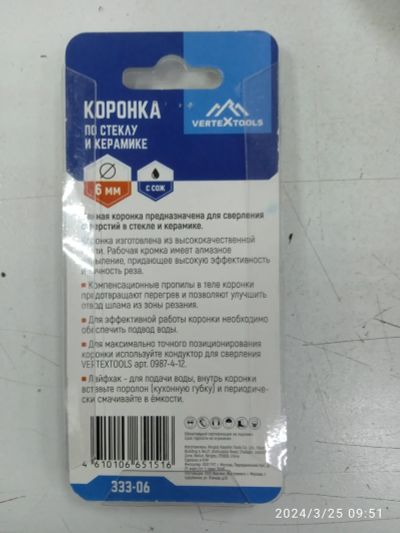 КОРОНКА
ПО СТЕКЛУ
И КЕРАМИКЕ
VERTEXTOOLS
6 мм
С СОЖ
коронка предназначена для сверления
отверстий в стекле и керамике.
Коронка изготовлена из высококачественной
Рабочая кромка имеет алмазное
напыление, придающее высокую эффективность
реза.
Компенсационные пропилы в теле коронки
предотвращают перегрев и позволяют улучшить
отвод шлама из зоны резания.
Для эффективной работы коронки необходимо
обеспечить подвод воды.
Для максимально точного позиционирования
коронки используйте кондуктор для сверления
VERTEXTOOLS арт. 0987-4-12.
Лайфхак - для подачи воды, внутрь коронки
вставьте поролон (кухонную губку) и периодиче-
ски смачивайте в ёмкости.
4 610106 651516
333-06
2024/3/25 09:51